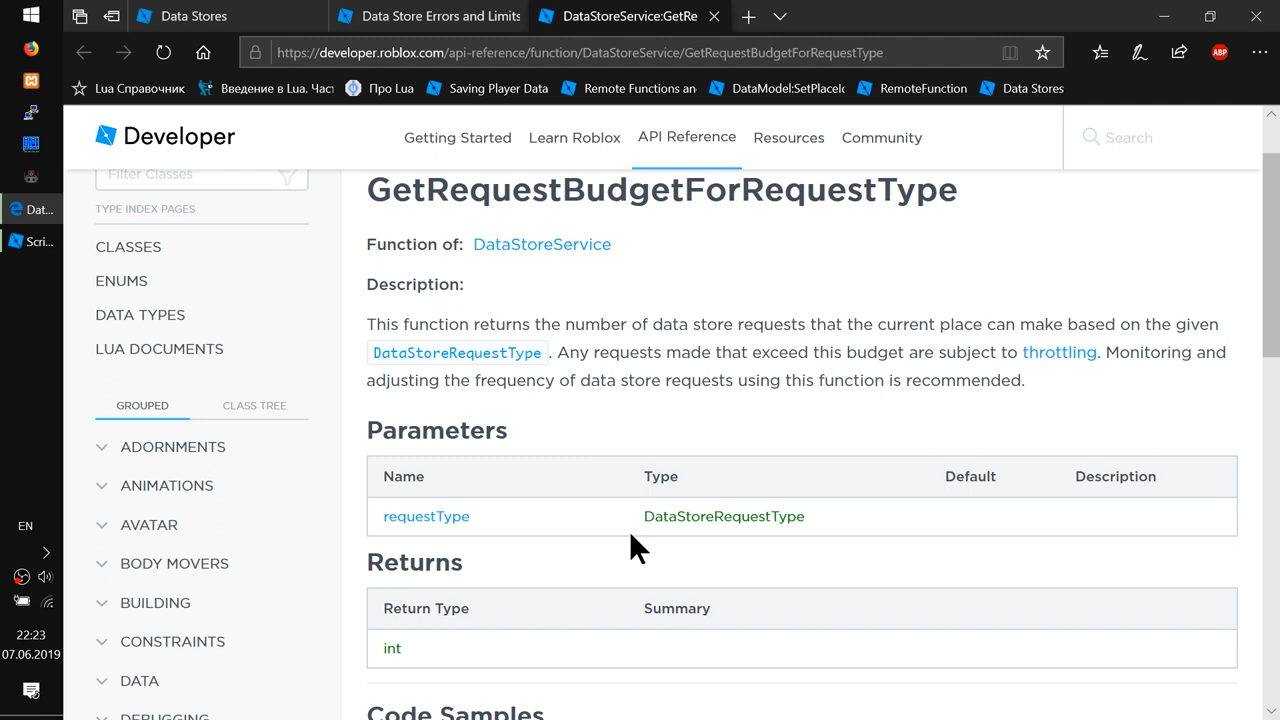 Data Stores
Data Store Errors and Limits
DataStoreService:GetRe
https://developer.roblox.com/api-reference/function/DataStoreService/GetRequestBudgetForRequestType
ABP
Lua Справочник
Введение в Lua. Час
Про Lua
Saving Player Data
Remote Functions an
DataModel:SetPlaceId
RemoteFunction
Data Stores
Developer
Getting Started
Learn Roblox
API Reference
Resources
Community
Search
Filter Classes
TYPE INDEX PAGES
CLASSES
ENUMS
DATA TYPES
LUA DOCUMENTS
GROUPED
CLASS TREE
ADORNMENTS
ANIMATIONS
AVATAR
BODY MOVERS
BUILDING
CONSTRAINTS
DATA
DEBUGGING
GetRequestBudgetForRequestType
Function of: DataStoreService
Description:
This function returns the number of data store requests that the current place can make based on the given
DataStoreRequestType . Any requests made that exceed this budget are subject to throttling. Monitoring and
adjusting the frequency of data store requests using this function is recommended.
Parameters
Name Type Default Description
requestType DataStoreRequestType
Returns
Return Type Summary
int
Code Samples
Dat...
Scri...
EN
22:23
07.06.2019